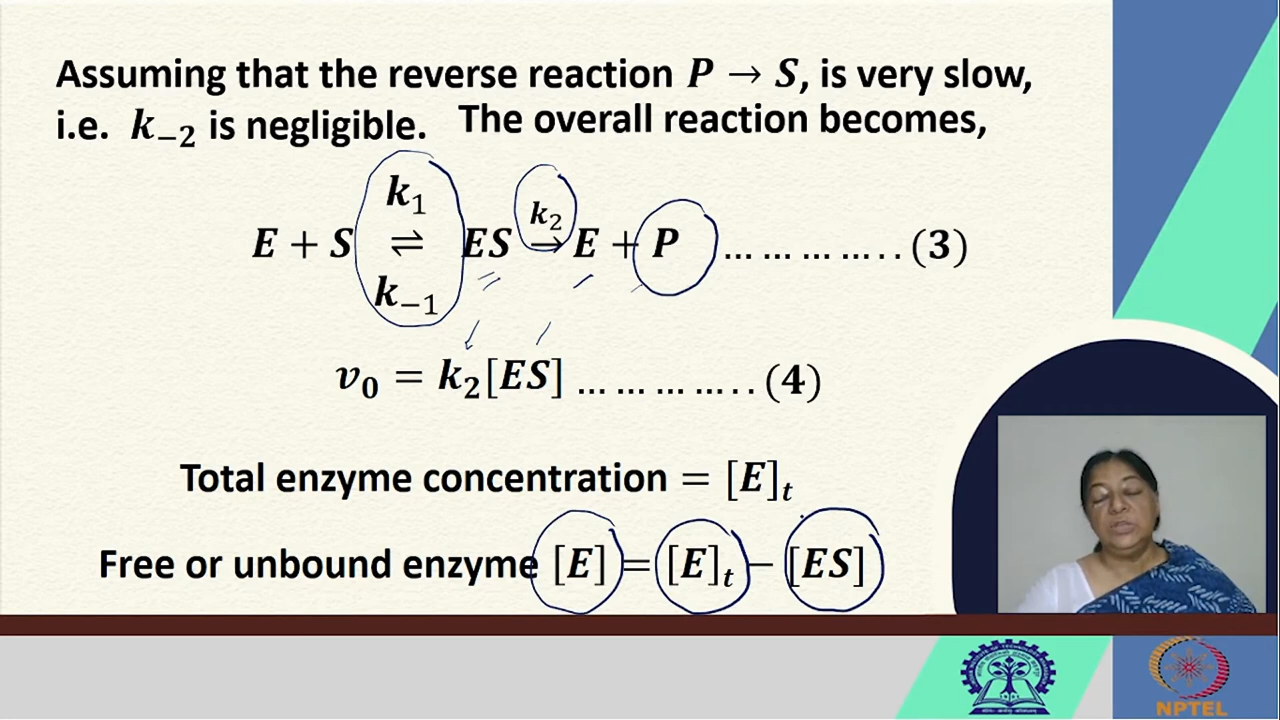 Assuming that the reverse reaction P → S, is very slow,
i.e. k₋₂ is negligible. The overall reaction becomes,
E + S k₁ ⇌ k₋₁ ES k₂ → E + P ... ... ... ... . . (3)
v₀ = k₂[ES] ... ... ... ... . . (4)
Total enzyme concentration = [E]ₜ
Free or unbound enzyme [E] = [E]ₜ − [ES]
NPTEL